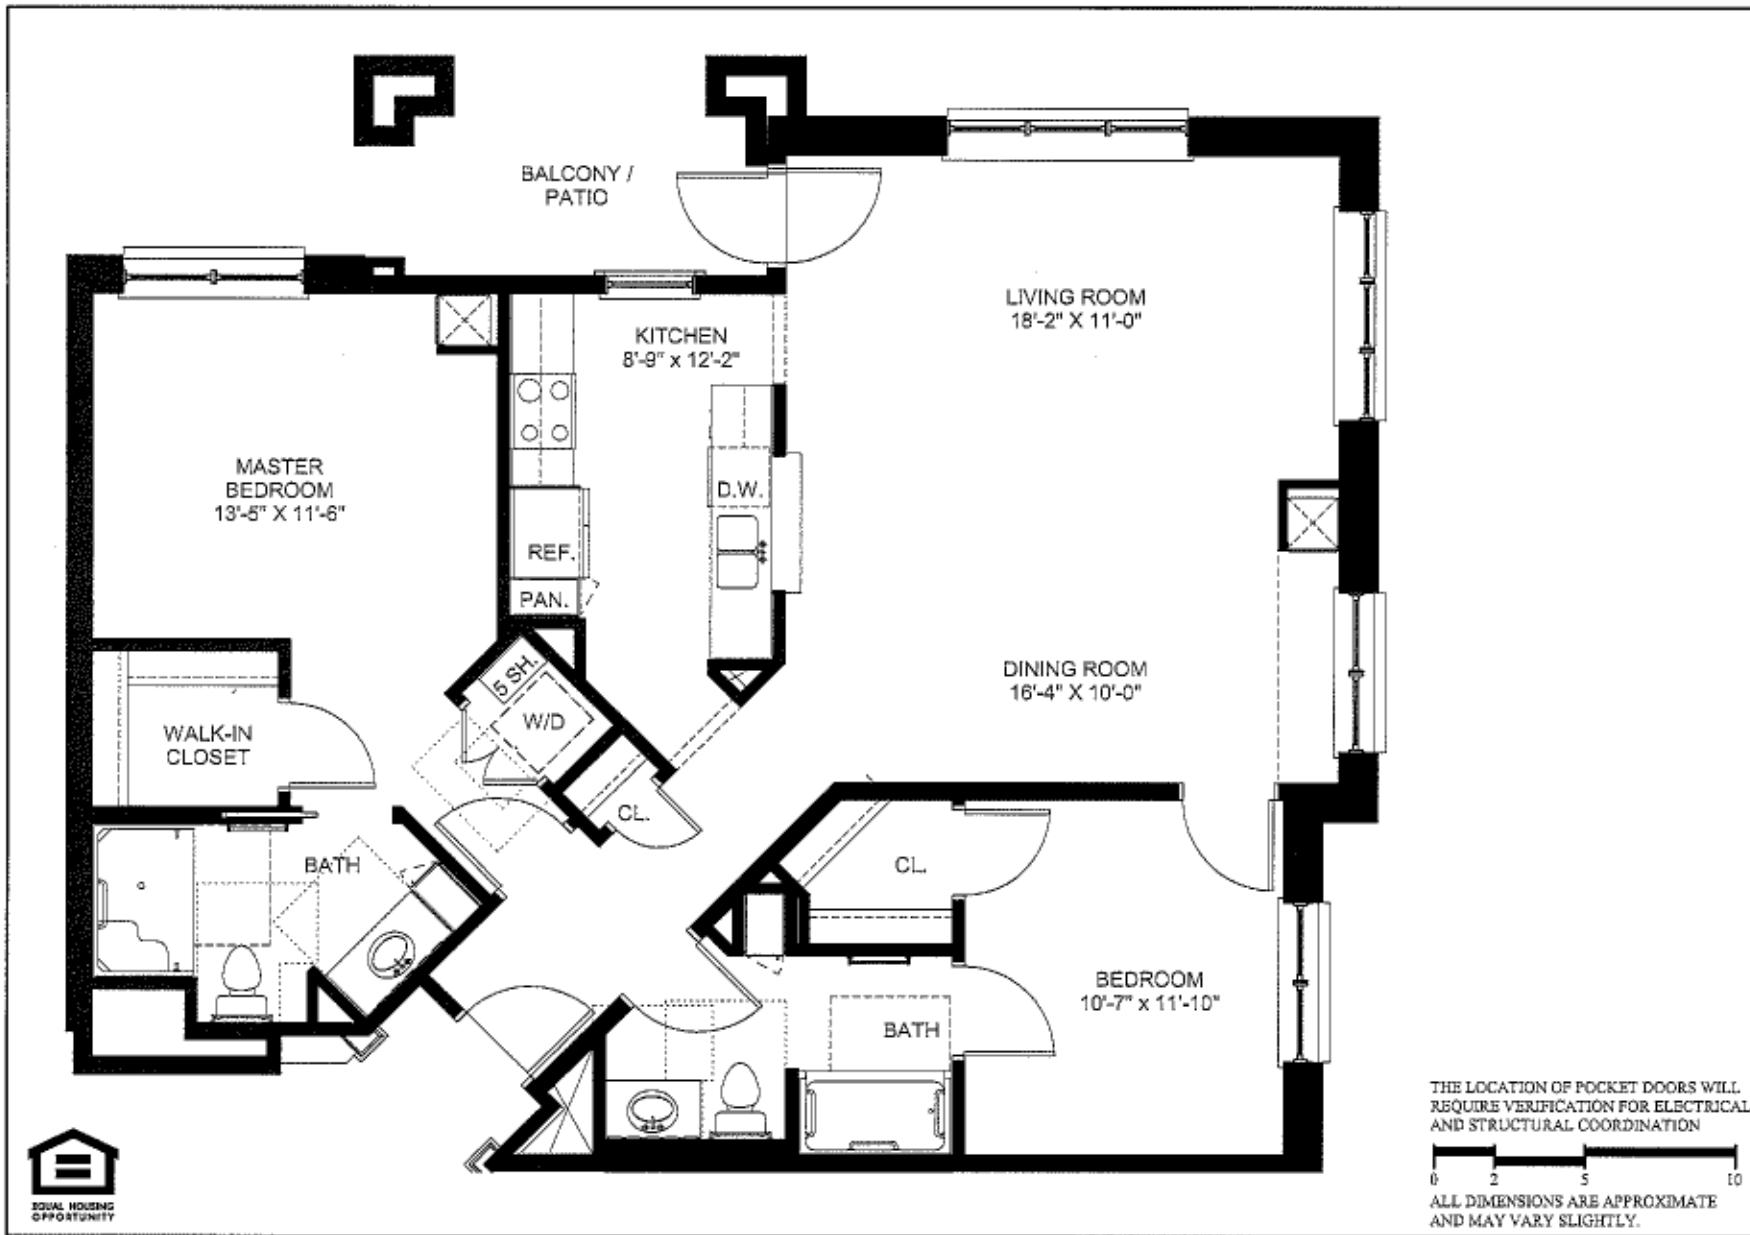 BALCONY /
PATIO
LIVING ROOM
18'-2" X 11'-0"
KITCHEN
8'-9" x 12'-2"
MASTER
BEDROOM
13'-5" X 11'-6"
D.W.
REF.
PAN.
5 SH.
W/D
DINING ROOM
16'-4" X 10'-0"
WALK-IN
CLOSET
CL.
BATH
CL.
BEDROOM
10'-7" x 11'-10"
BATH
THE LOCATION OF POCKET DOORS WILL
REQUIRE VERIFICATION FOR ELECTRICAL
AND STRUCTURAL COORDINATION
0 2 5 10
ALL DIMENSIONS ARE APPROXIMATE
AND MAY VARY SLIGHTLY.
EQUAL HOUSING
OPPORTUNITY